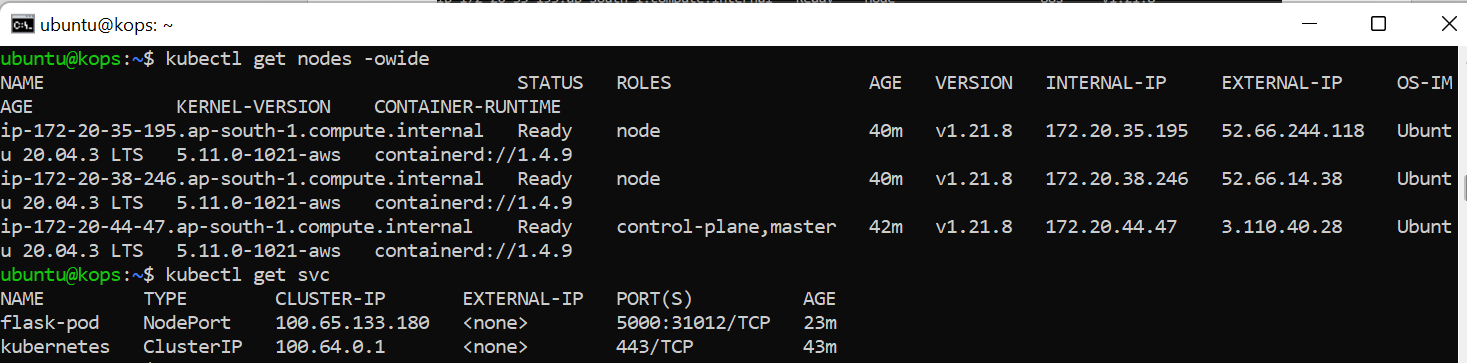 ubuntu@kops: ~
ubuntu@kops:~$ kubectl get nodes -owide
NAME STATUS ROLES AGE VERSION INTERNAL-IP EXTERNAL-IP OS-IM
AGE KERNEL-VERSION CONTAINER-RUNTIME
ip-172-20-35-195.ap-south-1.compute.internal Ready node 40m v1.21.8 172.20.35.195 52.66.244.118 Ubunt
u 20.04.3 LTS 5.11.0-1021-aws containerd://1.4.9
ip-172-20-38-246.ap-south-1.compute.internal Ready node 40m v1.21.8 172.20.38.246 52.66.14.38 Ubunt
u 20.04.3 LTS 5.11.0-1021-aws containerd://1.4.9
ip-172-20-44-47.ap-south-1.compute.internal Ready control-plane,master 42m v1.21.8 172.20.44.47 3.110.40.28 Ubunt
u 20.04.3 LTS 5.11.0-1021-aws containerd://1.4.9
ubuntu@kops:~$ kubectl get svc
NAME TYPE CLUSTER-IP EXTERNAL-IP PORT(S) AGE
flask-pod NodePort 100.65.133.180 <none> 5000:31012/TCP 23m
kubernetes ClusterIP 100.64.0.1 <none> 443/TCP 43m